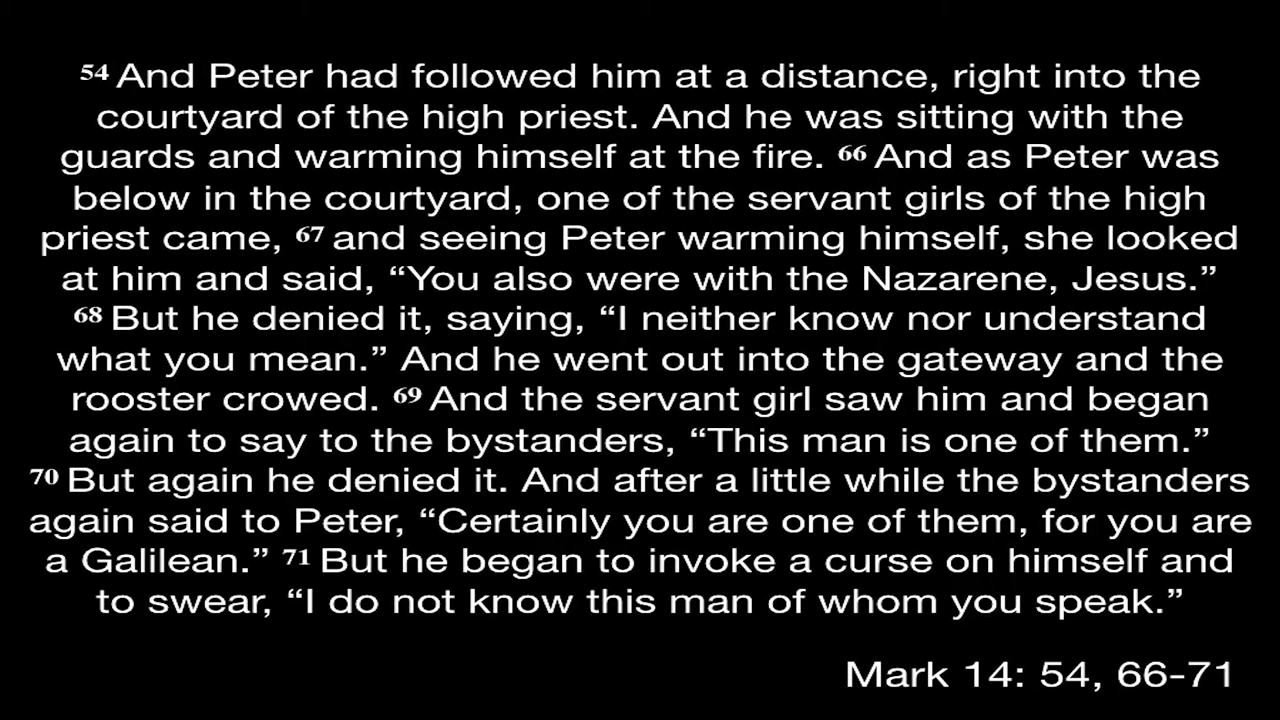 54 And Peter had followed him at a distance, right into the
courtyard of the high priest. And he was sitting with the
guards and warming himself at the fire. 66 And as Peter was
below in the courtyard, one of the servant girls of the high
priest came, 67 and seeing Peter warming himself, she looked
at him and said, “You also were with the Nazarene, Jesus.”
68 But he denied it, saying, “I neither know nor understand
what you mean.” And he went out into the gateway and the
rooster crowed. 69 And the servant girl saw him and began
again to say to the bystanders, “This man is one of them.”
70 But again he denied it. And after a little while the bystanders
again said to Peter, “Certainly you are one of them, for you are
a Galilean.” 71 But he began to invoke a curse on himself and
to swear, “I do not know this man of whom you speak.”
Mark 14: 54, 66-71